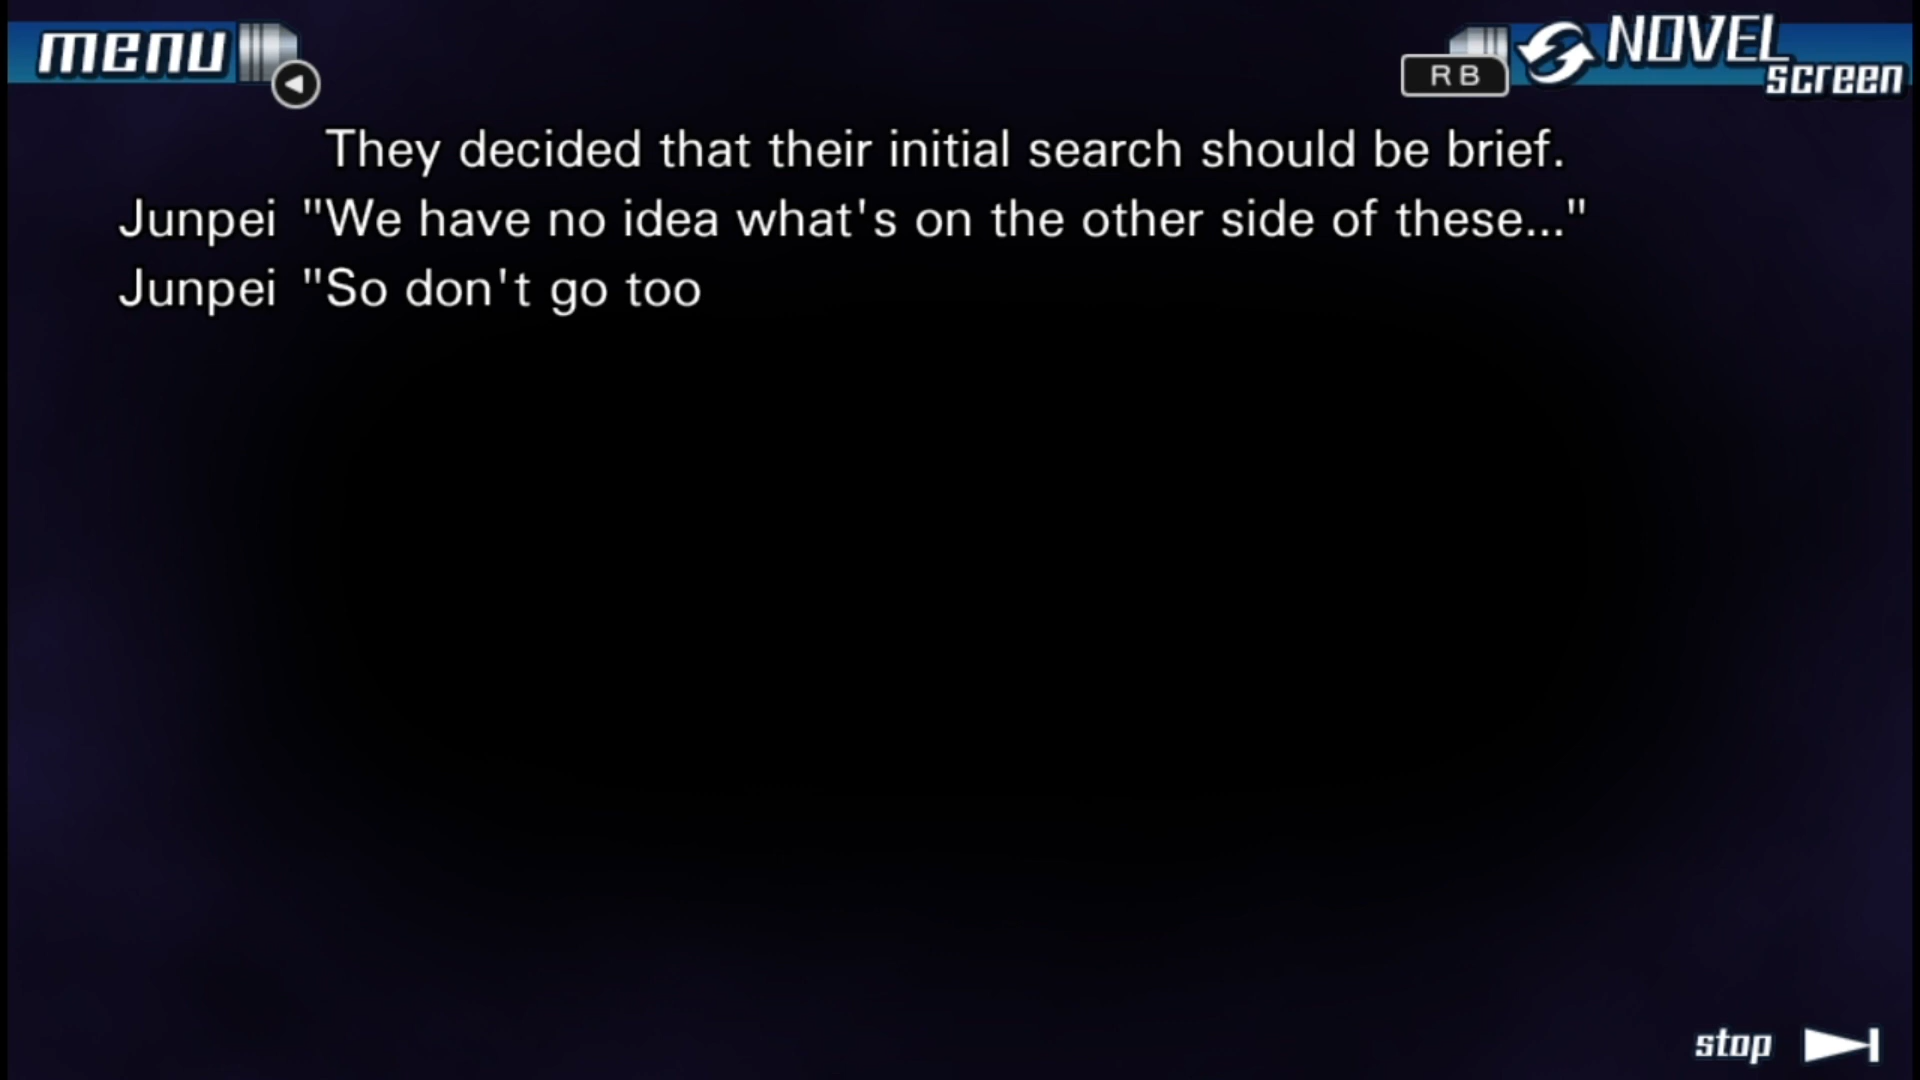 menu
RB
NOVEL
screen
They decided that their initial search should be brief.
Junpei "We have no idea what's on the other side of these..."
Junpei "So don't go too
stop